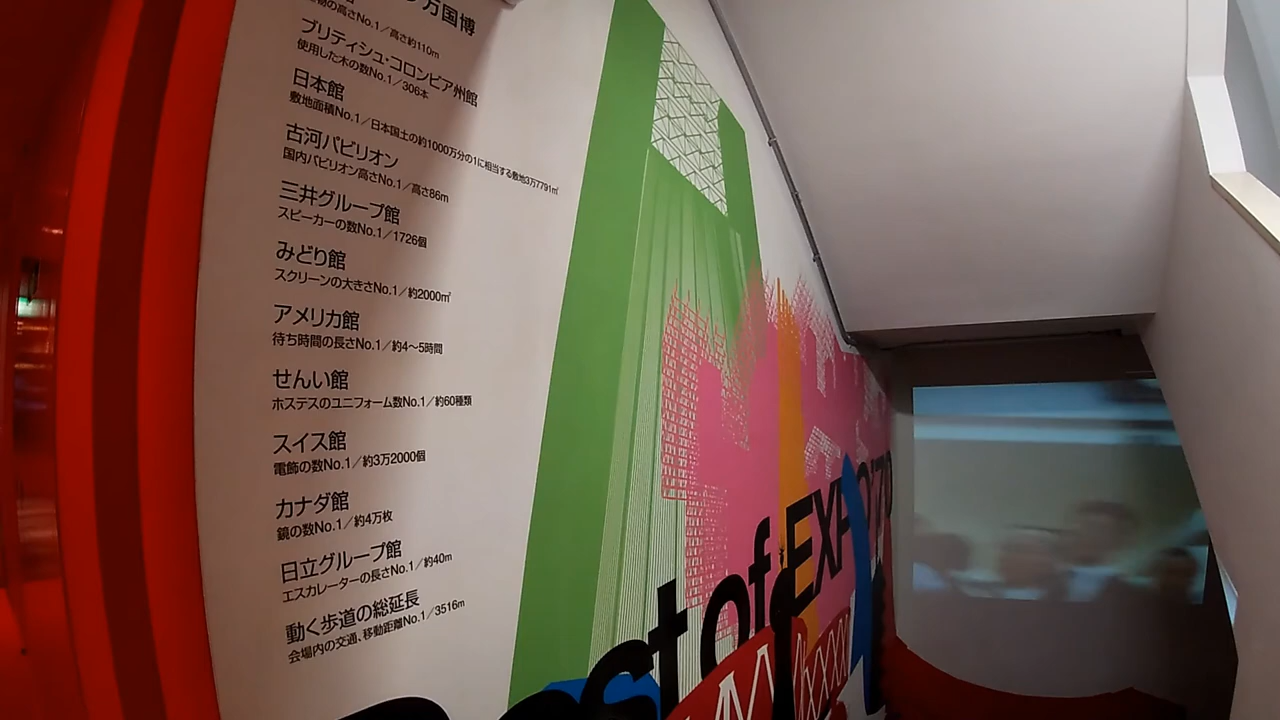 万国博
の高さNo.1／高さ約110m
ブリティシュ・コロンビア州館
使用した木の数No.1／306本
日本館
敷地面積No.1／日本国土の約1000万分の1に相当する敷地3万7791㎡
古河パビリオン
国内パビリオン高さNo.1／高さ86m
三井グループ館
スピーカーの数No.1／1726個
みどり館
スクリーンの大きさNo.1／約2000㎡
アメリカ館
待ち時間の長さNo.1／約4〜5時間
せんい館
ホステスのユニフォーム数No.1／約60種類
スイス館
電飾の数No.1／約3万2000個
カナダ館
鏡の数No.1／約4万枚
日立グループ館
エスカレーターの長さNo.1／約40m
動く歩道の総延長
会場内の交通、移動距離No.1／3516m
Best of EXPO'70